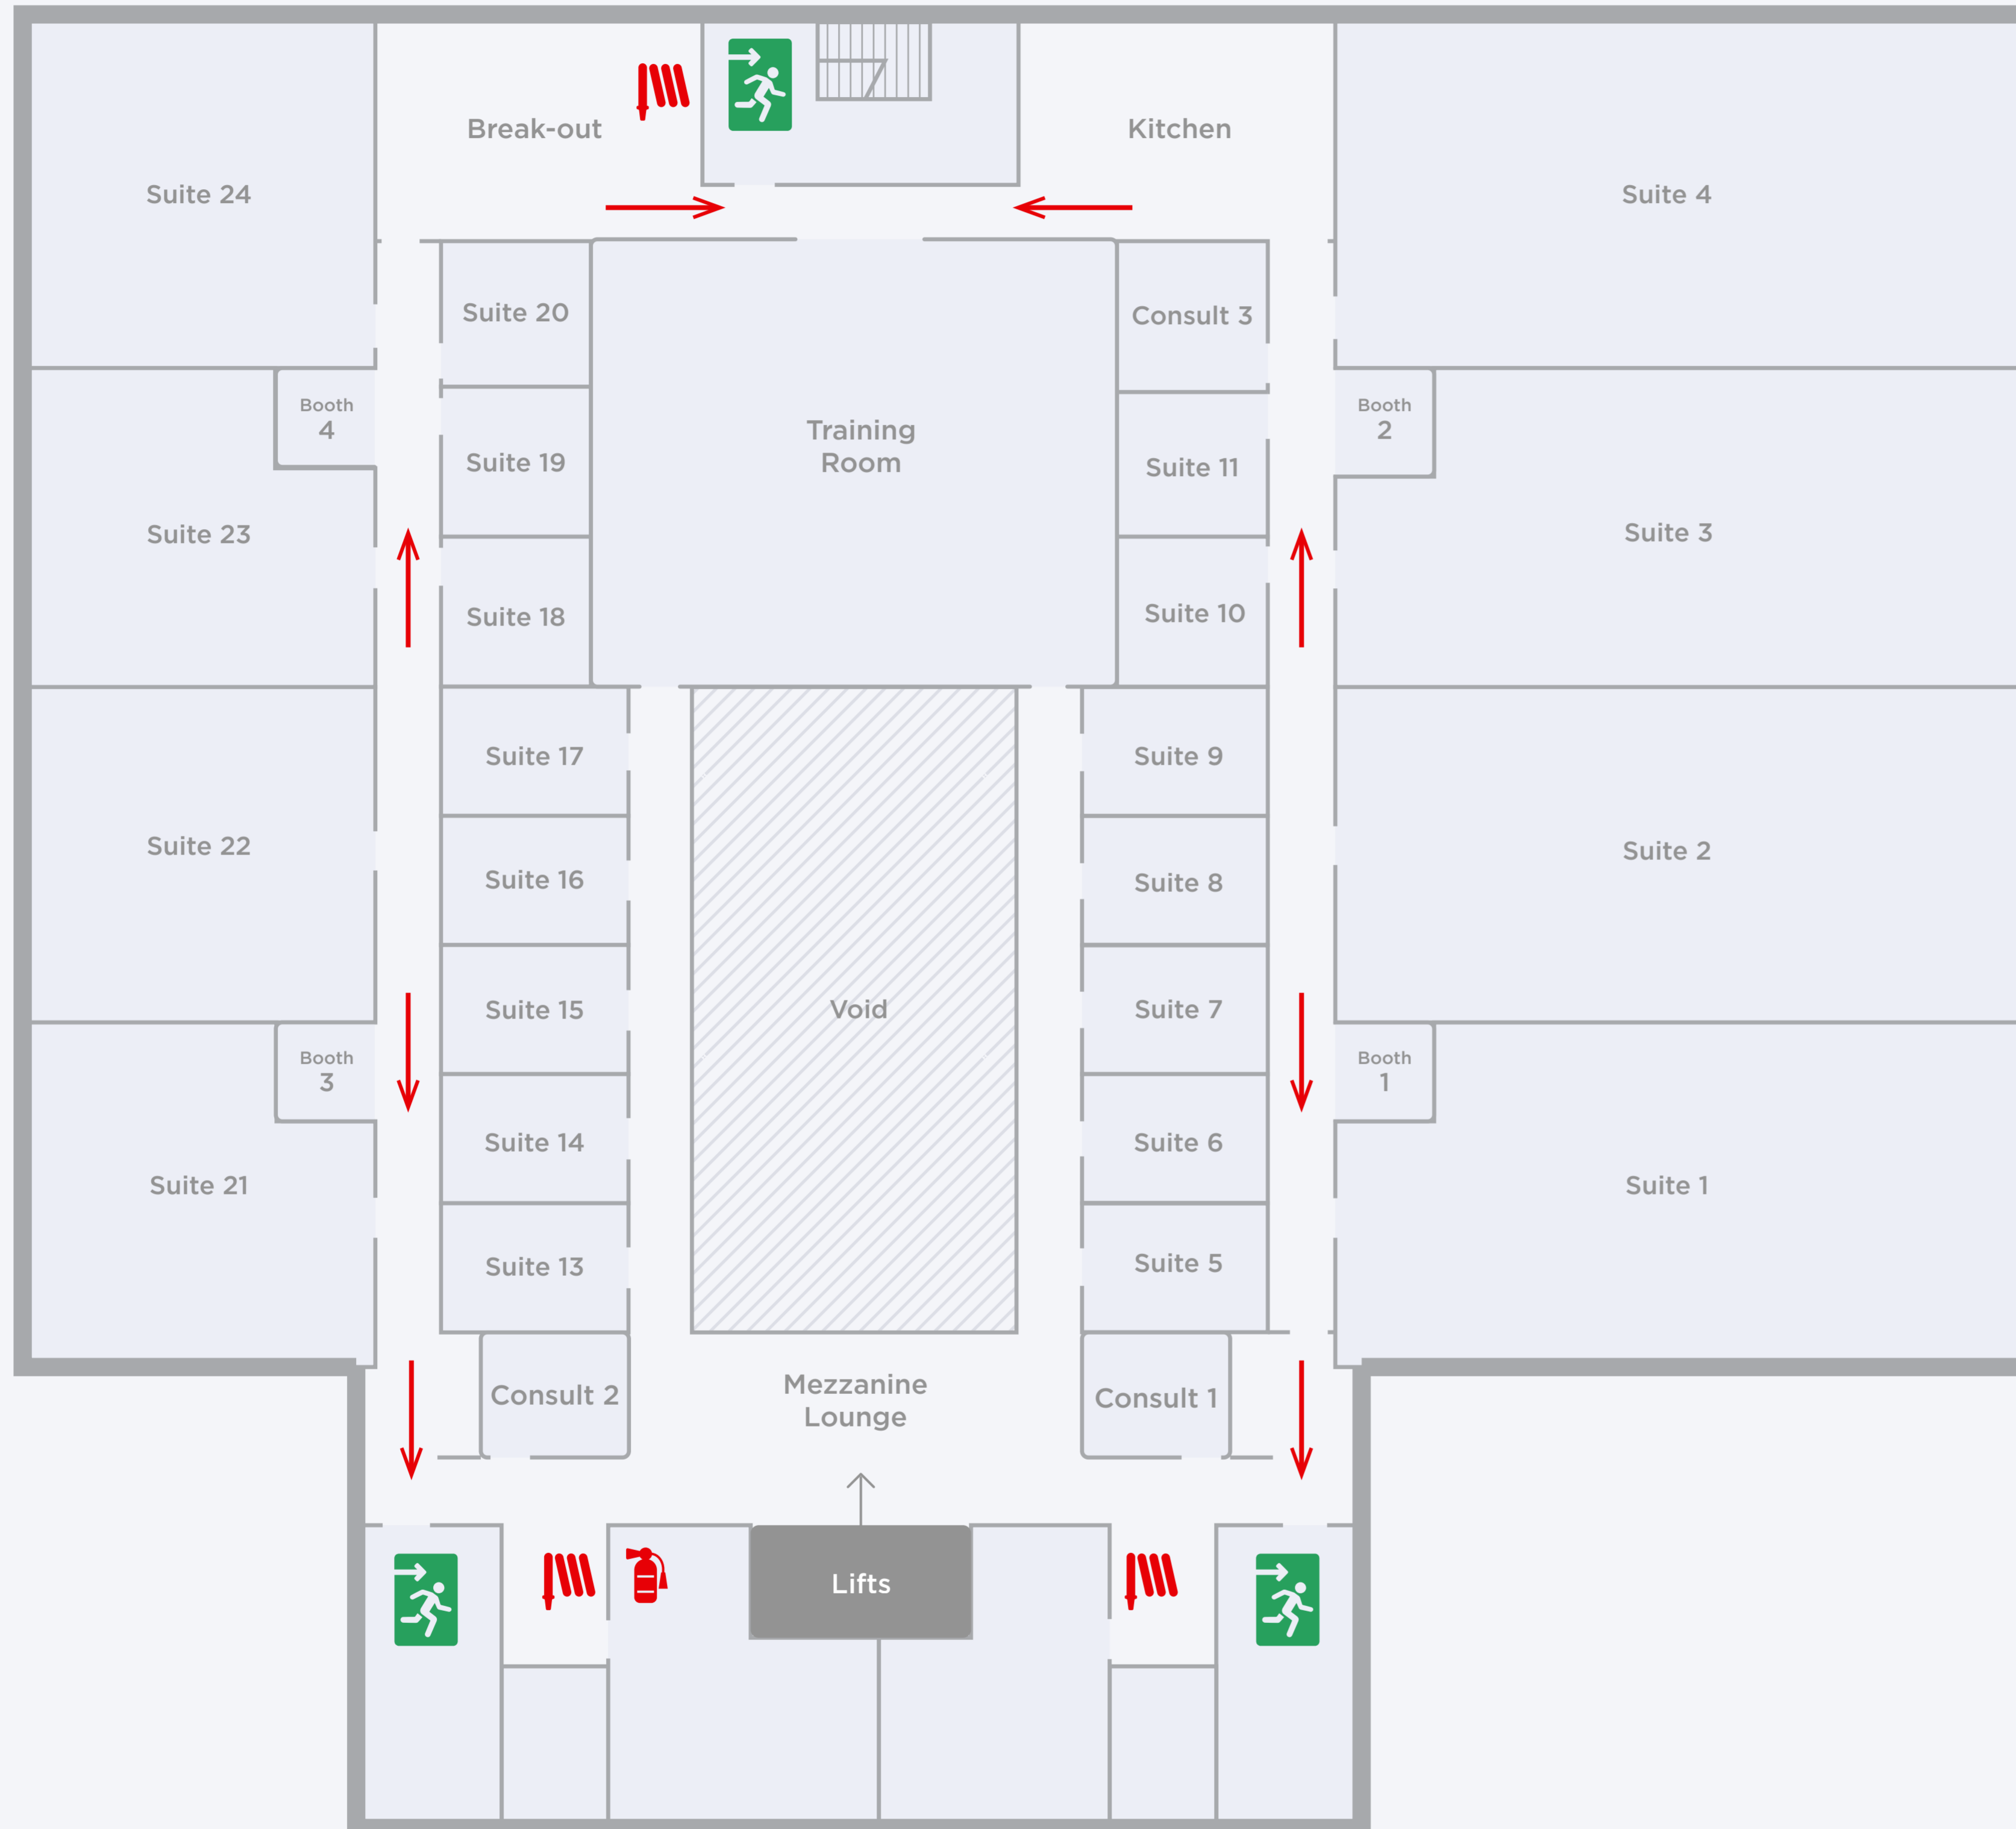 Break-out
Kitchen
Suite 24
Suite 4
Suite 20
Consult 3
Booth
4
Booth
2
Training
Room
Suite 19
Suite 11
Suite 23
Suite 3
Suite 18
Suite 10
Suite 17
Suite 9
Suite 22
Suite 2
Suite 16
Suite 8
Suite 15
Void
Suite 7
Booth
3
Booth
1
Suite 14
Suite 6
Suite 21
Suite 1
Suite 13
Suite 5
Consult 2
Mezzanine
Lounge
Consult 1
Lifts